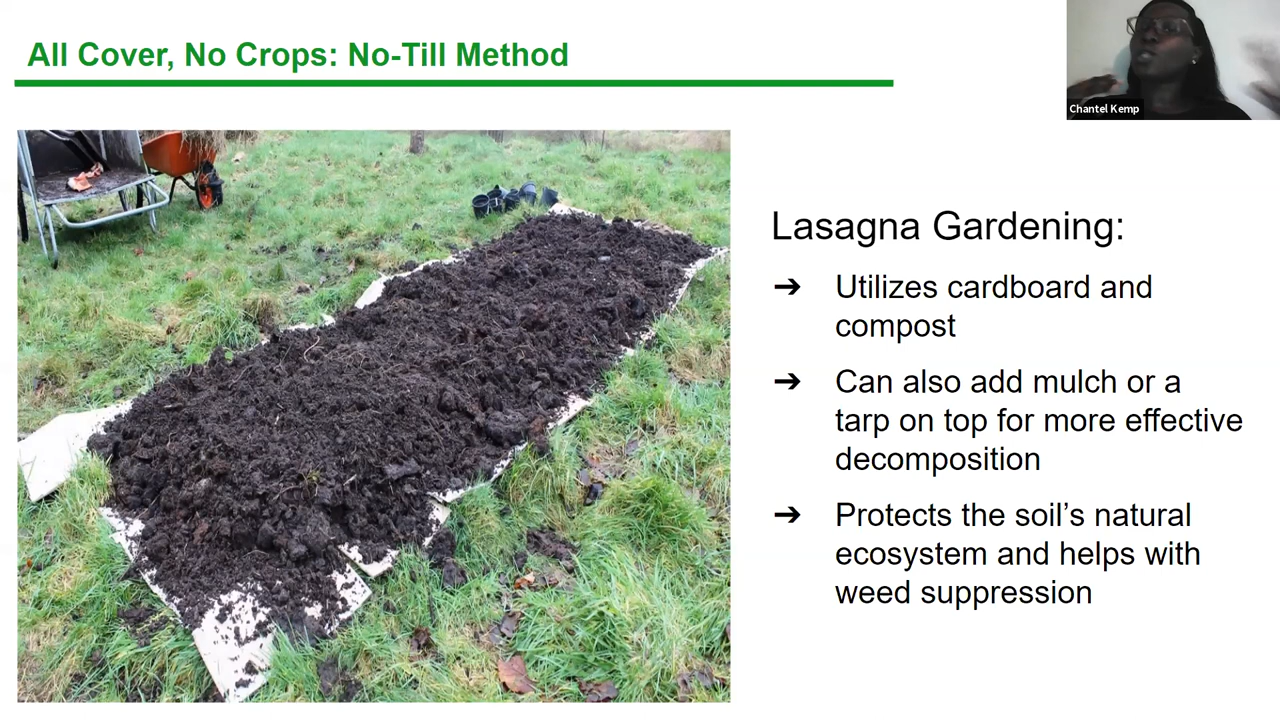 All Cover, No Crops: No-Till Method
Chantel Kemp
Lasagna Gardening:
➔ Utilizes cardboard and
compost
➔ Can also add mulch or a
tarp on top for more effective
decomposition
➔ Protects the soil’s natural
ecosystem and helps with
weed suppression